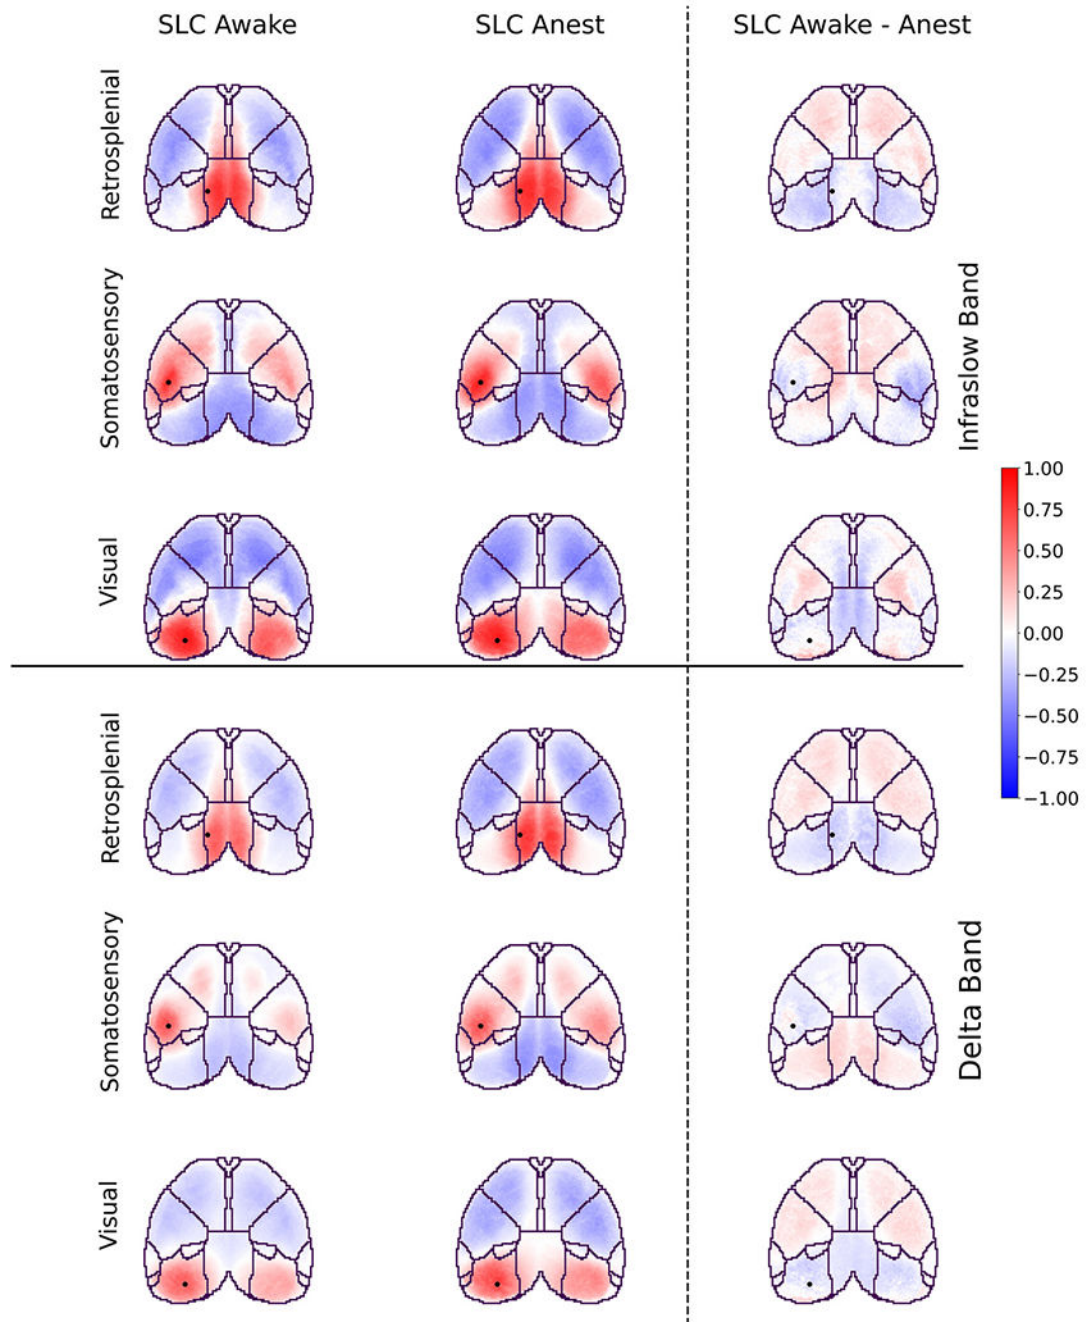 SLC Awake
SLC Anest
SLC Awake - Anest
Retrosplenial
Somatosensory
Visual
Infraslow Band
1.00
0.75
0.50
0.25
0.00
−0.25
−0.50
−0.75
−1.00
Retrosplenial
Somatosensory
Visual
Delta Band